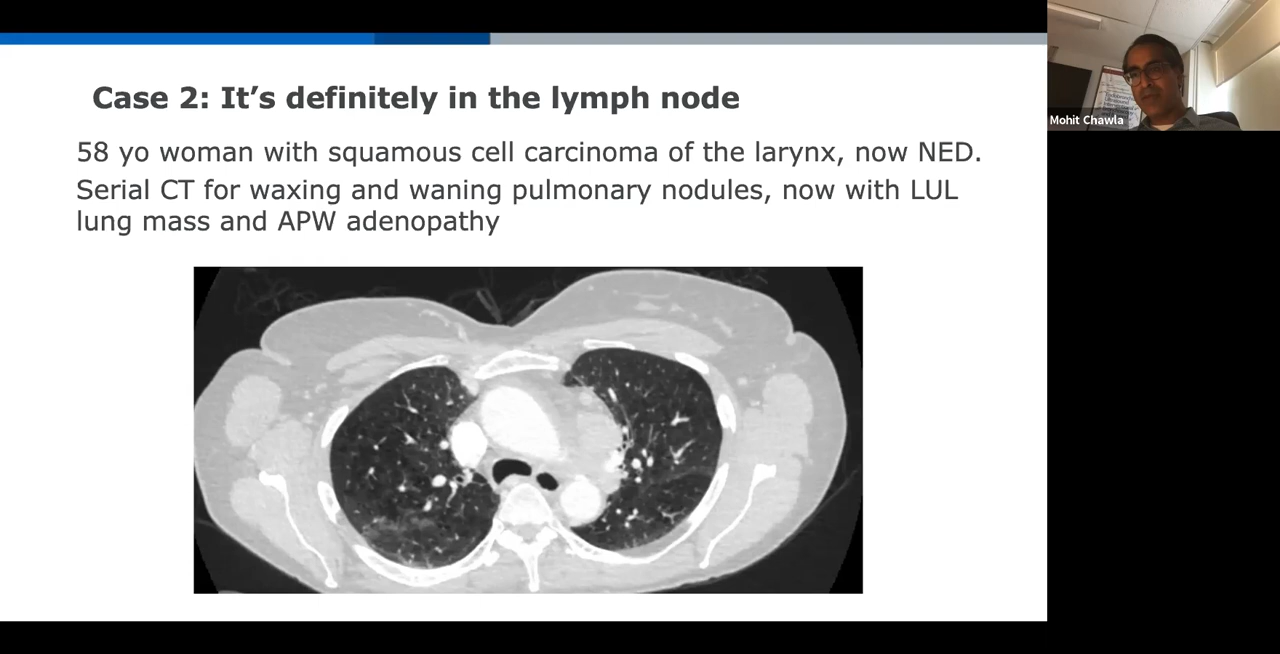 Case 2: It’s definitely in the lymph node
58 yo woman with squamous cell carcinoma of the larynx, now NED.
Serial CT for waxing and waning pulmonary nodules, now with LUL
lung mass and APW adenopathy
Mohit Chawla